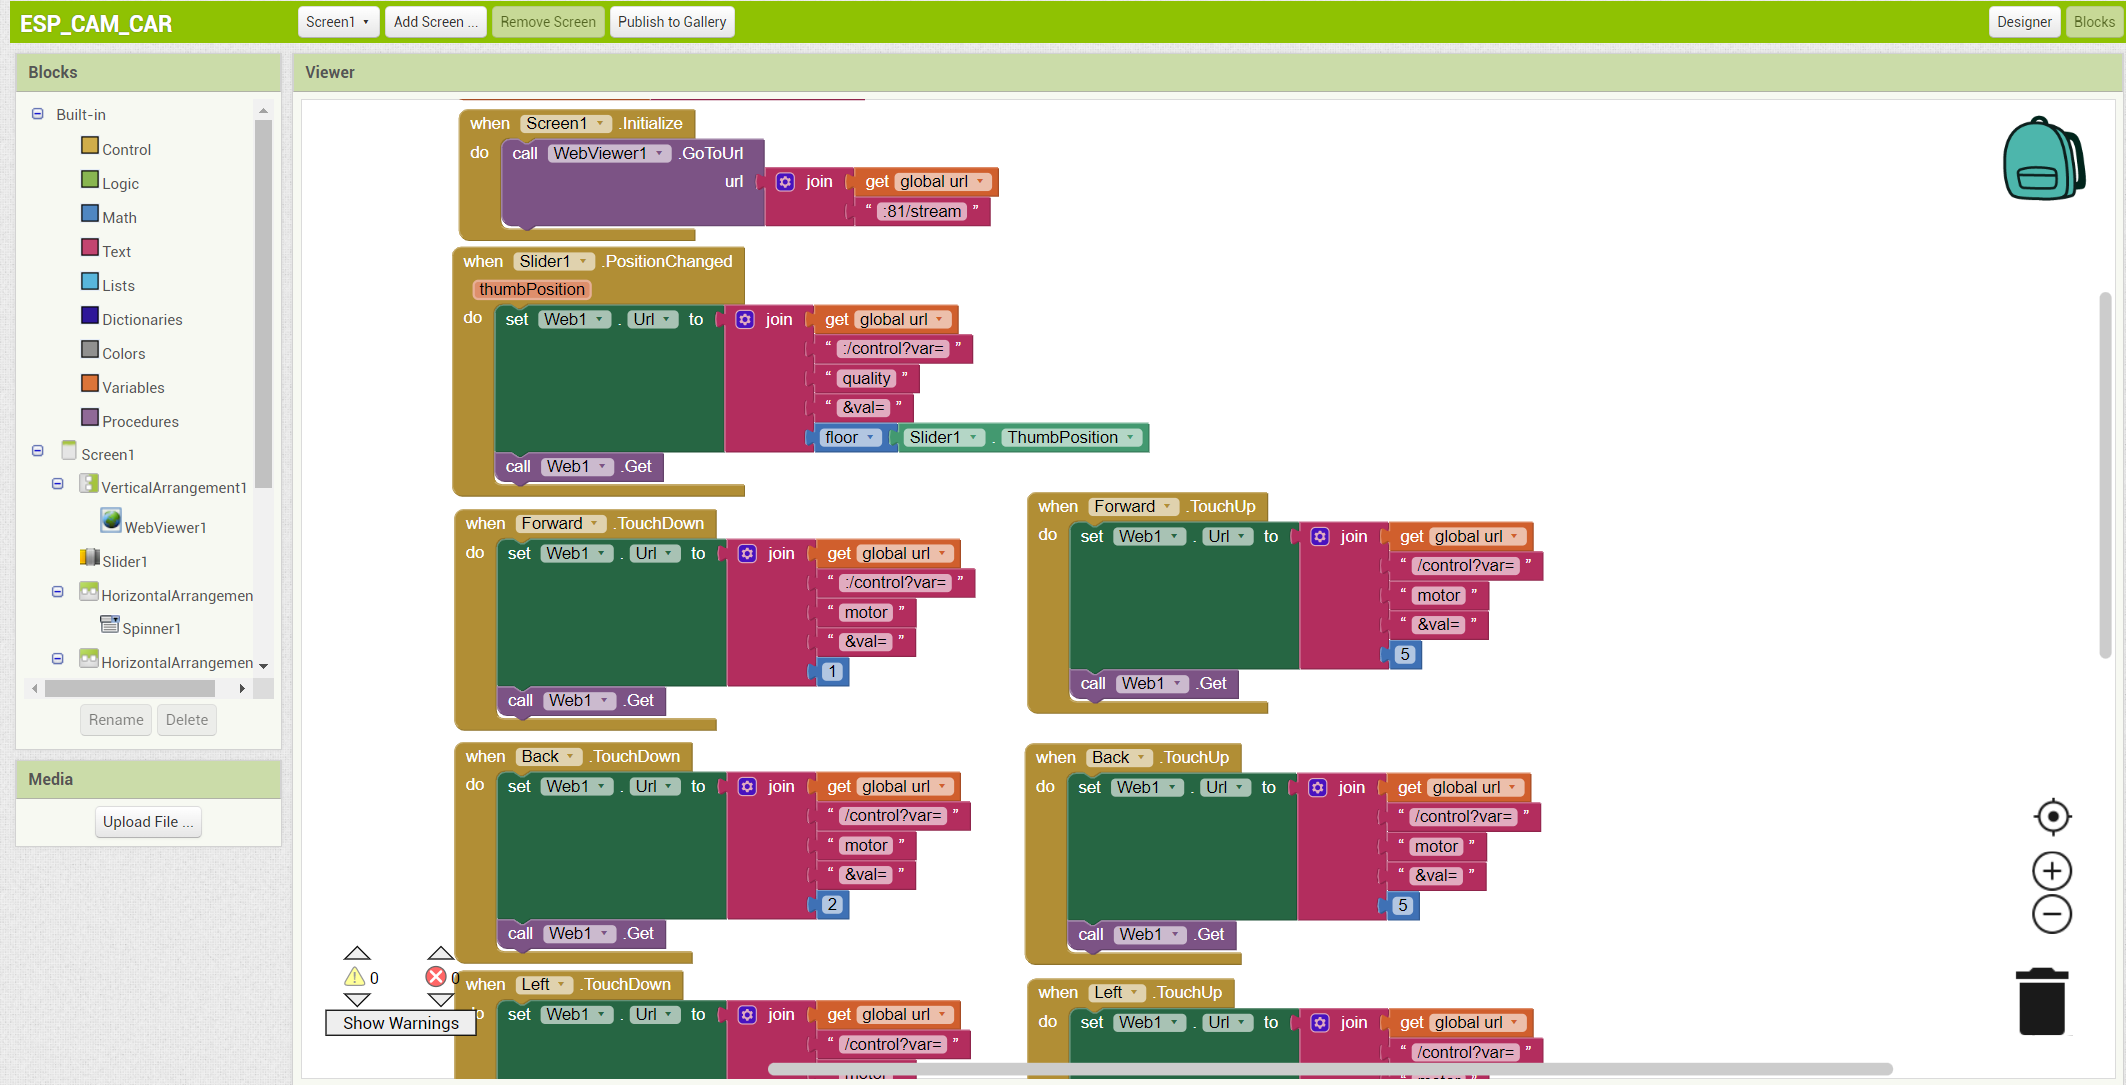 ESP_CAM_CAR
Screen1
Add Screen ...
Remove Screen
Publish to Gallery
Designer
Blocks
Blocks
Built-in
Control
Logic
Math
Text
Lists
Dictionaries
Colors
Variables
Procedures
Screen1
VerticalArrangement1
WebViewer1
Slider1
HorizontalArrangemen
Spinner1
HorizontalArrangemen
Rename
Delete
Media
Upload File ...
Viewer
when Screen1 .Initialize
do call WebViewer1 .GoToUrl
url join get global url
" :81/stream "
when Slider1 .PositionChanged
thumbPosition
do set Web1 . Url to join get global url
" :/control?var= "
" quality "
" &val= "
floor Slider1 . ThumbPosition
call Web1 .Get
when Forward .TouchDown
do set Web1 . Url to join get global url
" :/control?var= "
" motor "
" &val= "
1
call Web1 .Get
when Forward .TouchUp
do set Web1 . Url to join get global url
" /control?var= "
" motor "
" &val= "
5
call Web1 .Get
when Back .TouchDown
do set Web1 . Url to join get global url
" /control?var= "
" motor "
" &val= "
2
call Web1 .Get
when Back .TouchUp
do set Web1 . Url to join get global url
" /control?var= "
" motor "
" &val= "
5
call Web1 .Get
when Left .TouchDown
do set Web1 . Url to join get global url
" /control?var= "
when Left .TouchUp
do set Web1 . Url to join get global url
" /control?var= "
0
0
Show Warnings